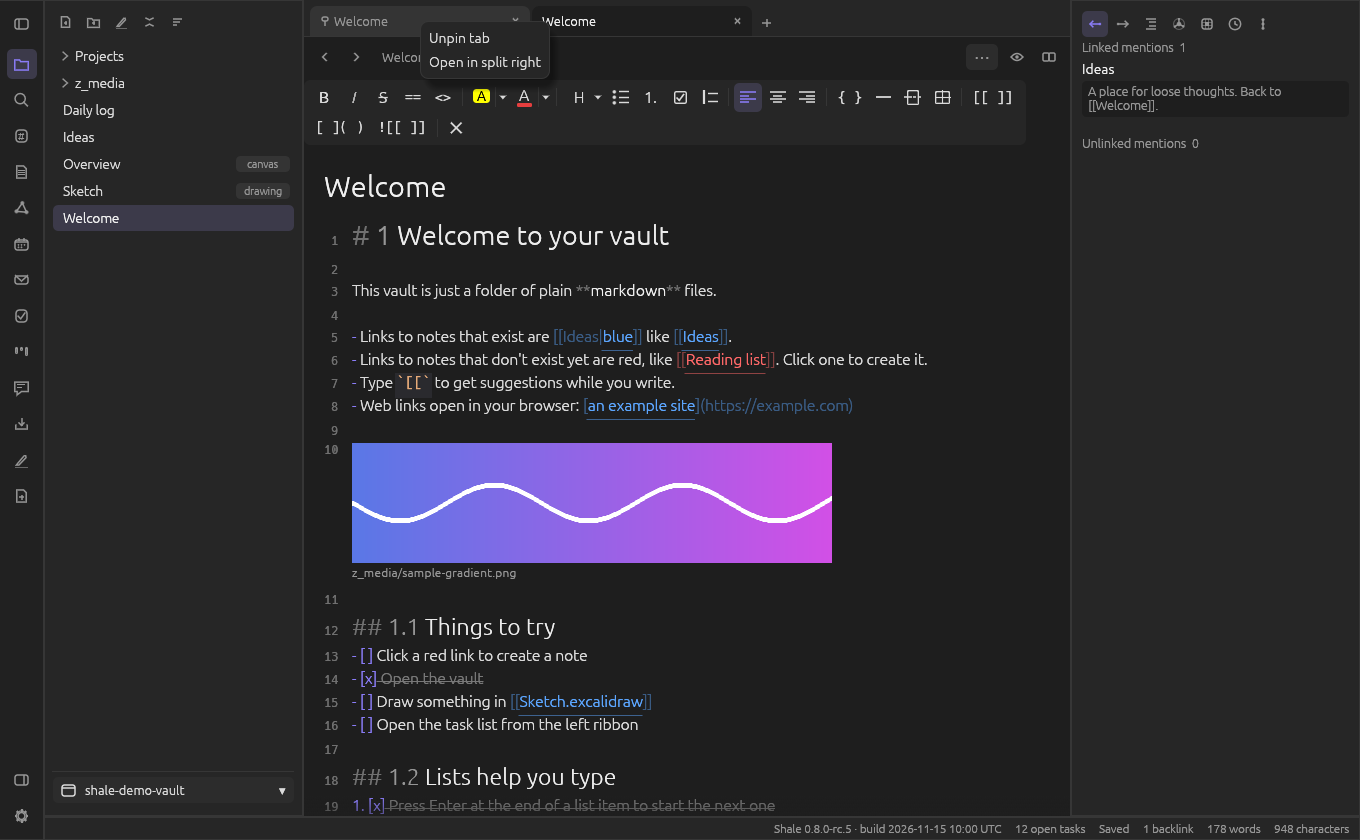 Welcome
Welcome
Unpin tab
Open in split right
Projects
z_media
Daily log
Ideas
Overview
canvas
Sketch
drawing
Welcome
shale-demo-vault
B I S == <> A A H 1. { } [[ ]]
[ ]( ) ![[ ]]
Welcome
1 # 1 Welcome to your vault
2
3 This vault is just a folder of plain **markdown** files.
4
5 - Links to notes that exist are [[Ideas|blue]] like [[Ideas]].
6 - Links to notes that don't exist yet are red, like [[Reading list]]. Click one to create it.
7 - Type `[[` to get suggestions while you write.
8 - Web links open in your browser: [an example site](https://example.com)
9
10
z_media/sample-gradient.png
11
12 ## 1.1 Things to try
13 - [ ] Click a red link to create a note
14 - [x] Open the vault
15 - [ ] Draw something in [[Sketch.excalidraw]]
16 - [ ] Open the task list from the left ribbon
17
18 ## 1.2 Lists help you type
19 1. [x] Press Enter at the end of a list item to start the next one
Linked mentions 1
Ideas
A place for loose thoughts. Back to
[[Welcome]].
Unlinked mentions 0
Shale 0.8.0-rc.5 · build 2026-11-15 10:00 UTC 12 open tasks Saved 1 backlink 178 words 948 characters